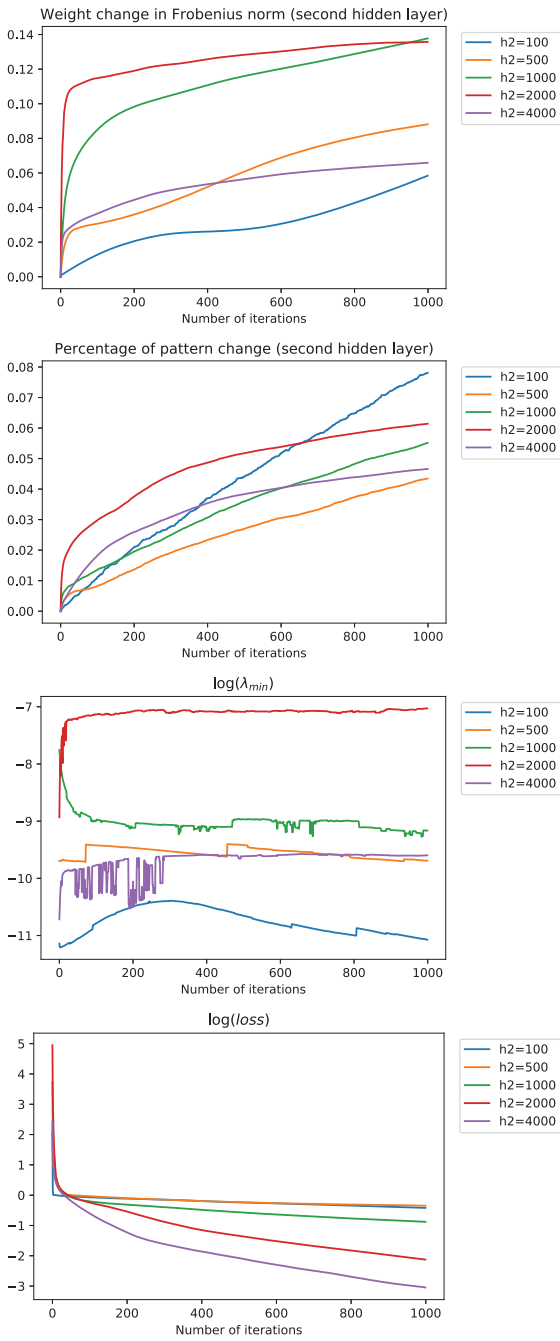 Weight change in Frobenius norm (second hidden layer)
0.14
0.12
0.10
0.08
0.06
0.04
0.02
0.00
0
200
400
600
800
1000
Number of iterations
h2=100
h2=500
h2=1000
h2=2000
h2=4000
Percentage of pattern change (second hidden layer)
0.08
0.07
0.06
0.05
0.04
0.03
0.02
0.01
0.00
0
200
400
600
800
1000
Number of iterations
h2=100
h2=500
h2=1000
h2=2000
h2=4000
log(λmin)
−7
−8
−9
−10
−11
0
200
400
600
800
1000
Number of iterations
h2=100
h2=500
h2=1000
h2=2000
h2=4000
log(loss)
5
4
3
2
1
0
−1
−2
−3
0
200
400
600
800
1000
Number of iterations
h2=100
h2=500
h2=1000
h2=2000
h2=4000